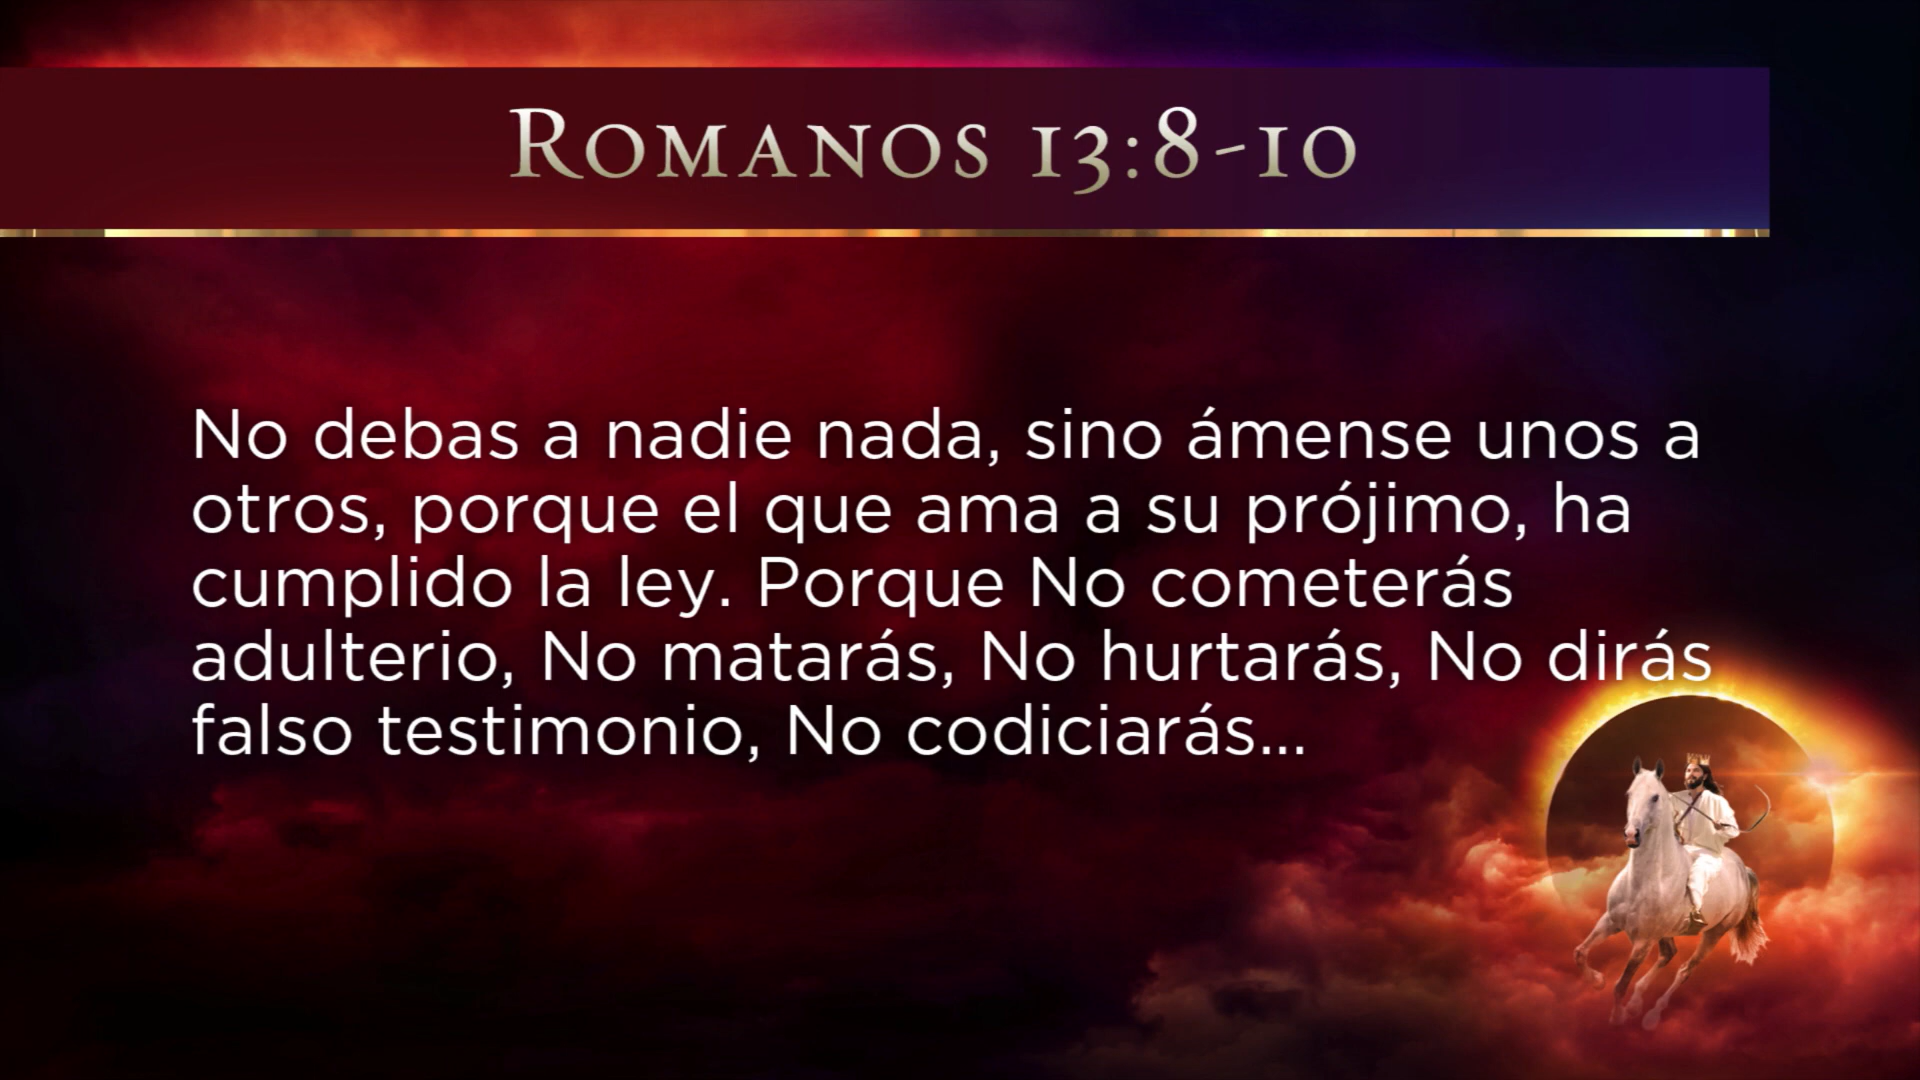 Romanos 13:8-10
No debas a nadie nada, sino ámense unos a
otros, porque el que ama a su prójimo, ha
cumplido la ley. Porque No cometerás
adulterio, No matarás, No hurtarás, No dirás
falso testimonio, No codiciarás...